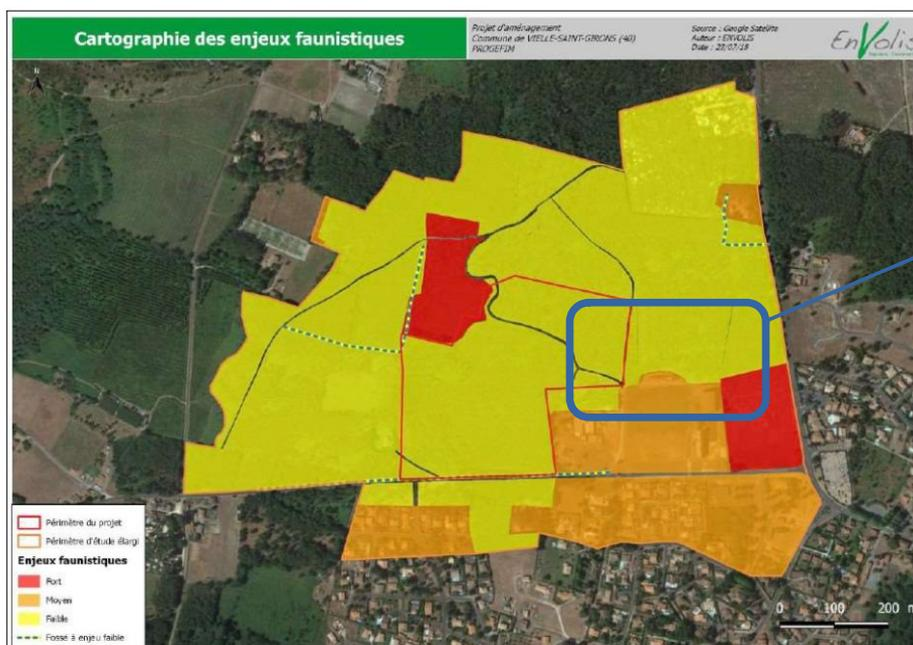 Cartographie des enjeux faunistiques
Projet d'aménagement
Commune de VIELLE-SAINT-GIRONS (40)
PROGEFIM
Source : Google Satellite
Auteur : ENVOLIS
Date : 20/07/18
EnVolis
N
Périmètre du projet
Périmètre d'étude élargi
Enjeux faunistiques
Fort
Moyen
Faible
Fossé à enjeu faible
0 100 200 m